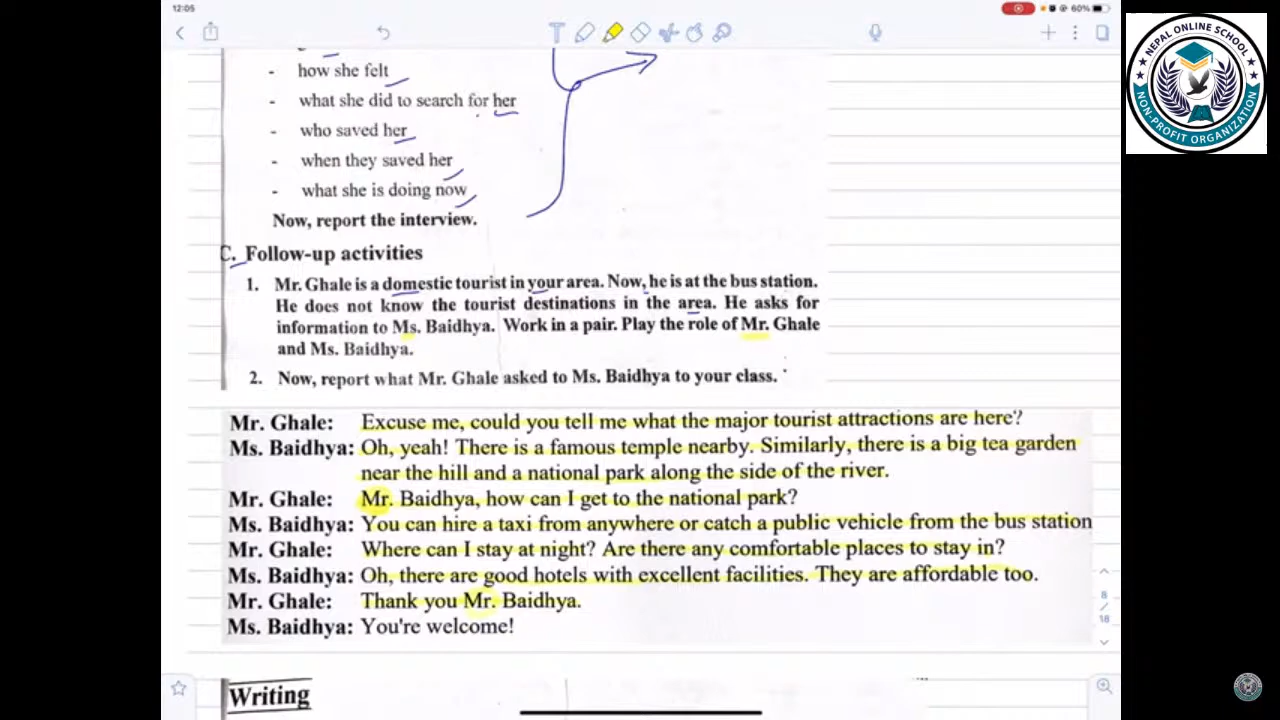 12:05
60%
NEPAL ONLINE SCHOOL
NON-PROFIT ORGANIZATION
- how she felt
- what she did to search for her
- who saved her
- when they saved her
- what she is doing now
Now, report the interview.
C. Follow-up activities
1. Mr. Ghale is a domestic tourist in your area. Now, he is at the bus station.
He does not know the tourist destinations in the area. He asks for
information to Ms. Baidhya. Work in a pair. Play the role of Mr. Ghale
and Ms. Baidhya.
2. Now, report what Mr. Ghale asked to Ms. Baidhya to your class.
Mr. Ghale: Excuse me, could you tell me what the major tourist attractions are here?
Ms. Baidhya: Oh, yeah! There is a famous temple nearby. Similarly, there is a big tea garden
near the hill and a national park along the side of the river.
Mr. Ghale: Mr. Baidhya, how can I get to the national park?
Ms. Baidhya: You can hire a taxi from anywhere or catch a public vehicle from the bus station
Mr. Ghale: Where can I stay at night? Are there any comfortable places to stay in?
Ms. Baidhya: Oh, there are good hotels with excellent facilities. They are affordable too.
Mr. Ghale: Thank you Mr. Baidhya.
Ms. Baidhya: You're welcome!
8
/
18
Writing